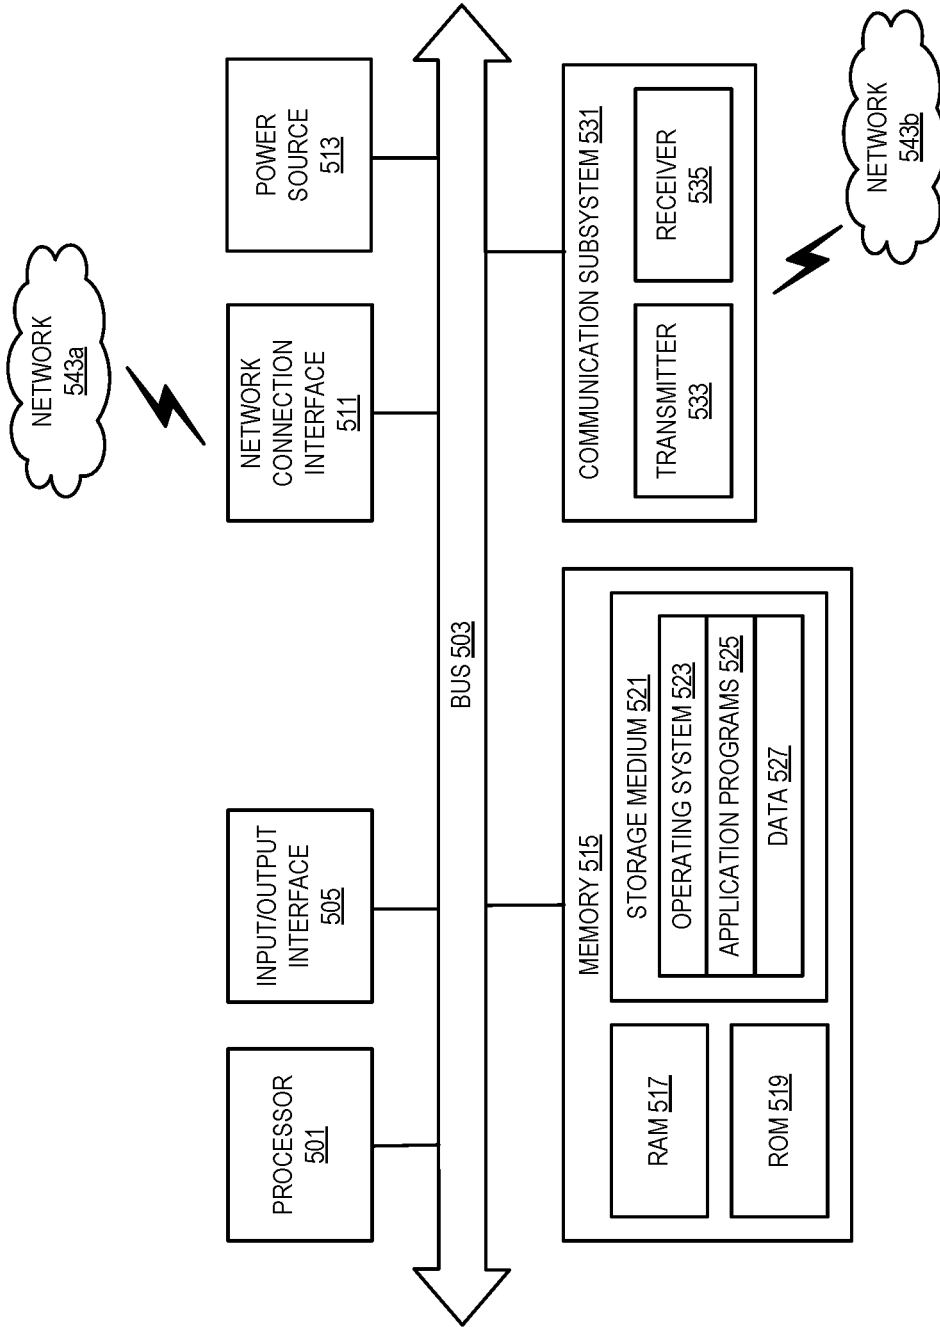 NETWORK
543a
PROCESSOR
501
INPUT/OUTPUT
INTERFACE
505
NETWORK
CONNECTION
INTERFACE
511
POWER
SOURCE
513
BUS 503
MEMORY 515
RAM 517
ROM 519
STORAGE MEDIUM 521
OPERATING SYSTEM 523
APPLICATION PROGRAMS 525
DATA 527
COMMUNICATION SUBSYSTEM 531
TRANSMITTER
533
RECEIVER
535
NETWORK
543b